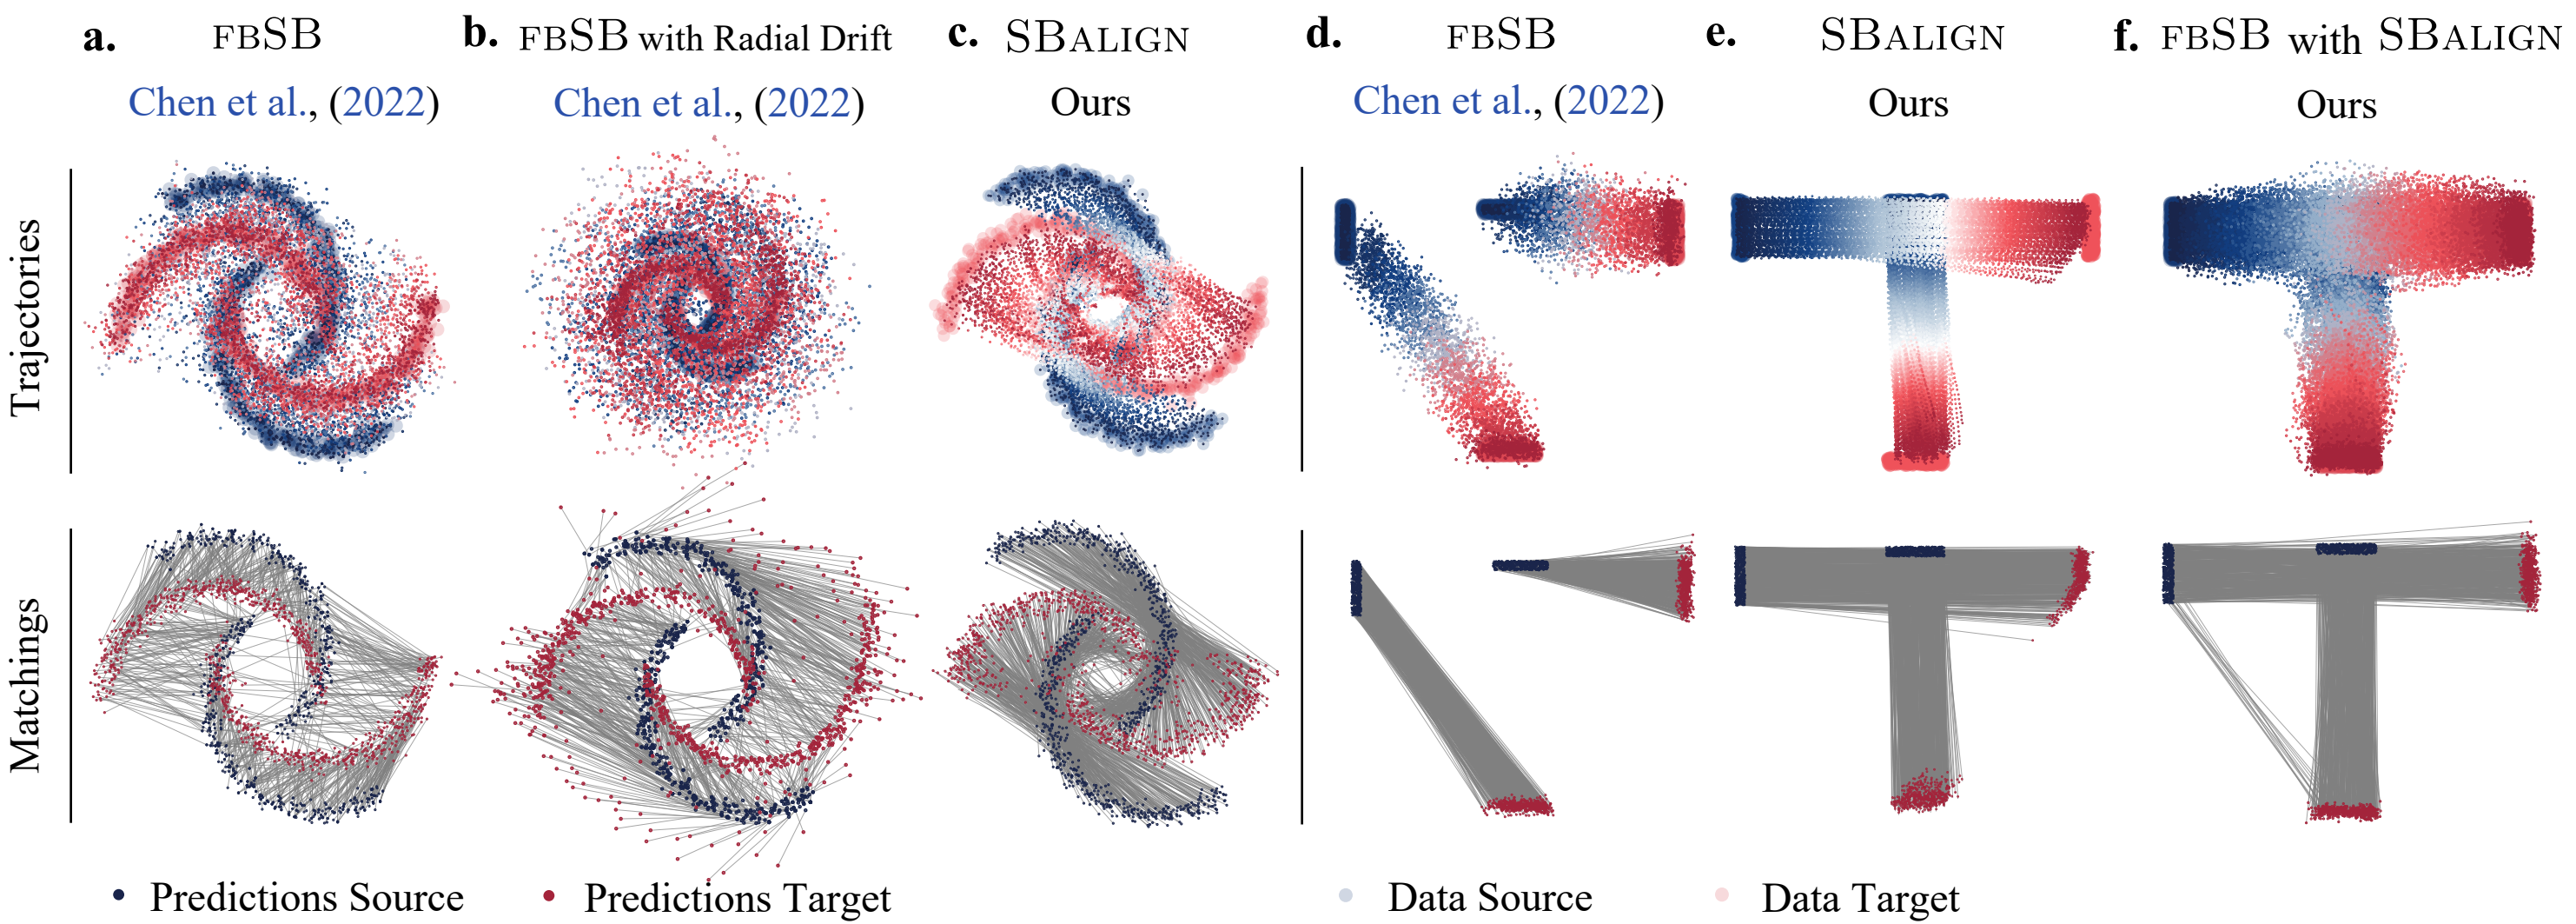 a. FBSB
Chen et al., (2022)
b. FBSB with Radial Drift
Chen et al., (2022)
c. SBALIGN
Ours
d. FBSB
Chen et al., (2022)
e. SBALIGN
Ours
f. FBSB with SBALIGN
Ours
Trajectories
Matchings
Predictions Source
Predictions Target
Data Source
Data Target